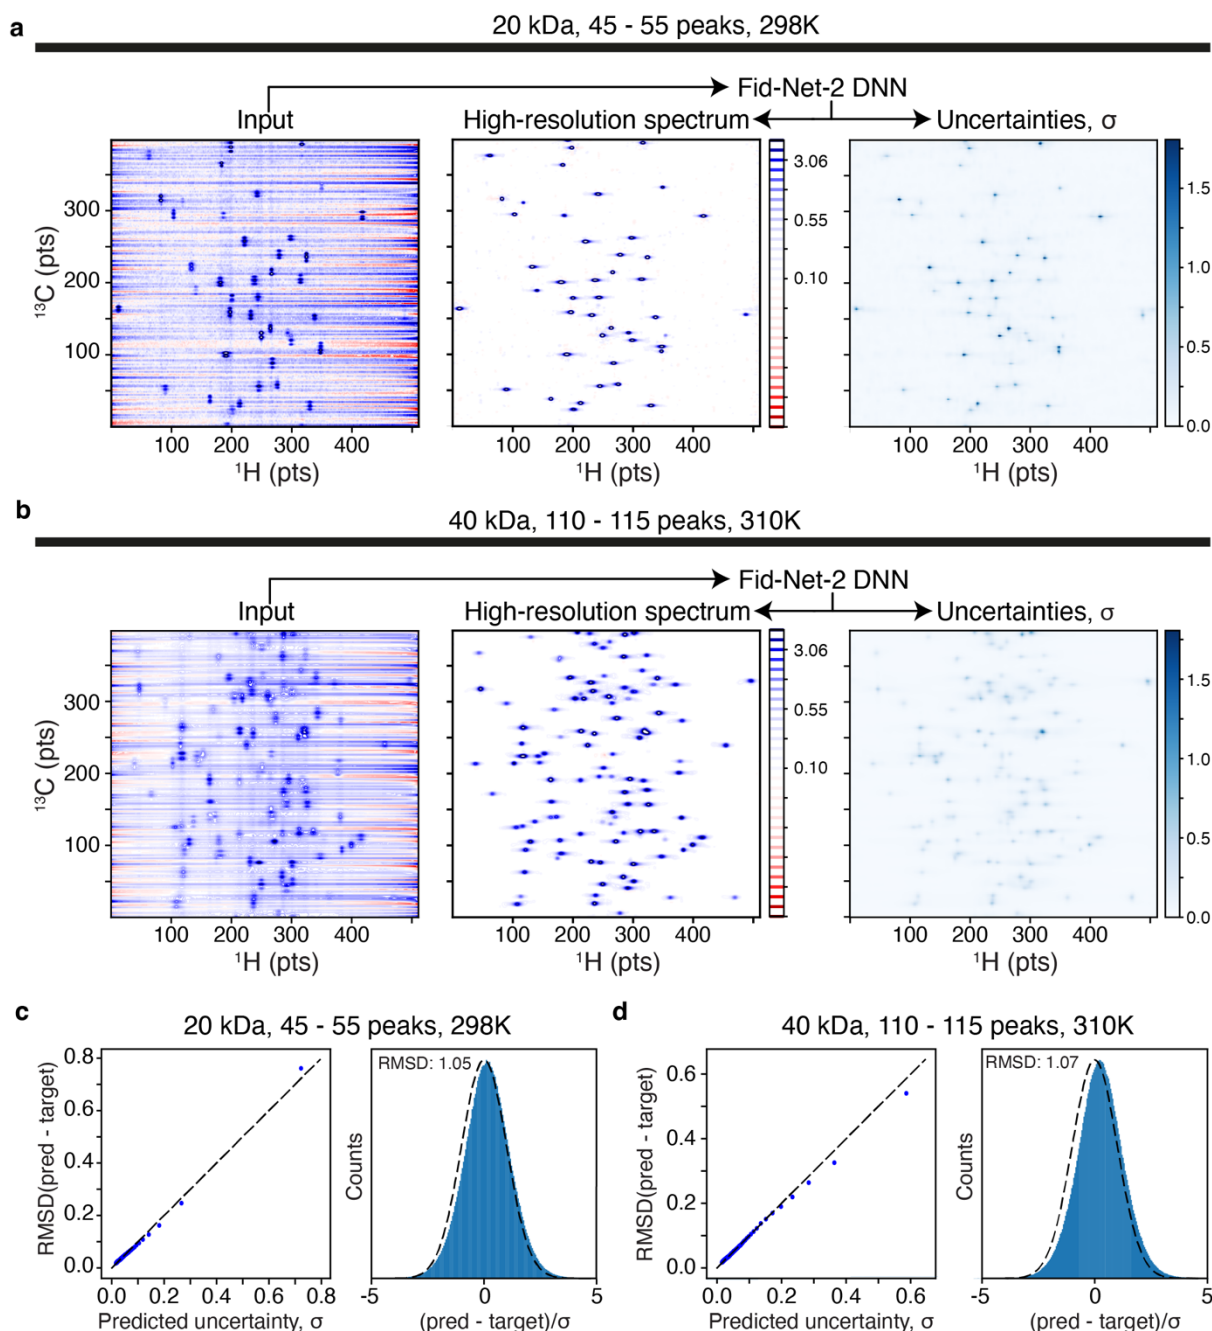 a
20 kDa, 45 - 55 peaks, 298K
Fid-Net-2 DNN
Input
High-resolution spectrum
Uncertainties, σ
300
200
100
¹³C (pts)
100 200 300 400
¹H (pts)
100 200 300 400
¹H (pts)
3.06
0.55
0.10
100 200 300 400
¹H (pts)
1.5
1.0
0.5
0.0
b
40 kDa, 110 - 115 peaks, 310K
Fid-Net-2 DNN
Input
High-resolution spectrum
Uncertainties, σ
300
200
100
¹³C (pts)
100 200 300 400
¹H (pts)
100 200 300 400
¹H (pts)
3.06
0.55
0.10
100 200 300 400
¹H (pts)
1.5
1.0
0.5
0.0
c
20 kDa, 45 - 55 peaks, 298K
RMSD(pred - target)
0.8
0.6
0.4
0.2
0.0
0.0 0.2 0.4 0.6 0.8
Predicted uncertainty, σ
RMSD: 1.05
Counts
-5 0 5
(pred - target)/σ
d
40 kDa, 110 - 115 peaks, 310K
RMSD(pred - target)
0.6
0.4
0.2
0.0
0.0 0.2 0.4 0.6
Predicted uncertainty, σ
RMSD: 1.07
Counts
-5 0 5
(pred - target)/σ